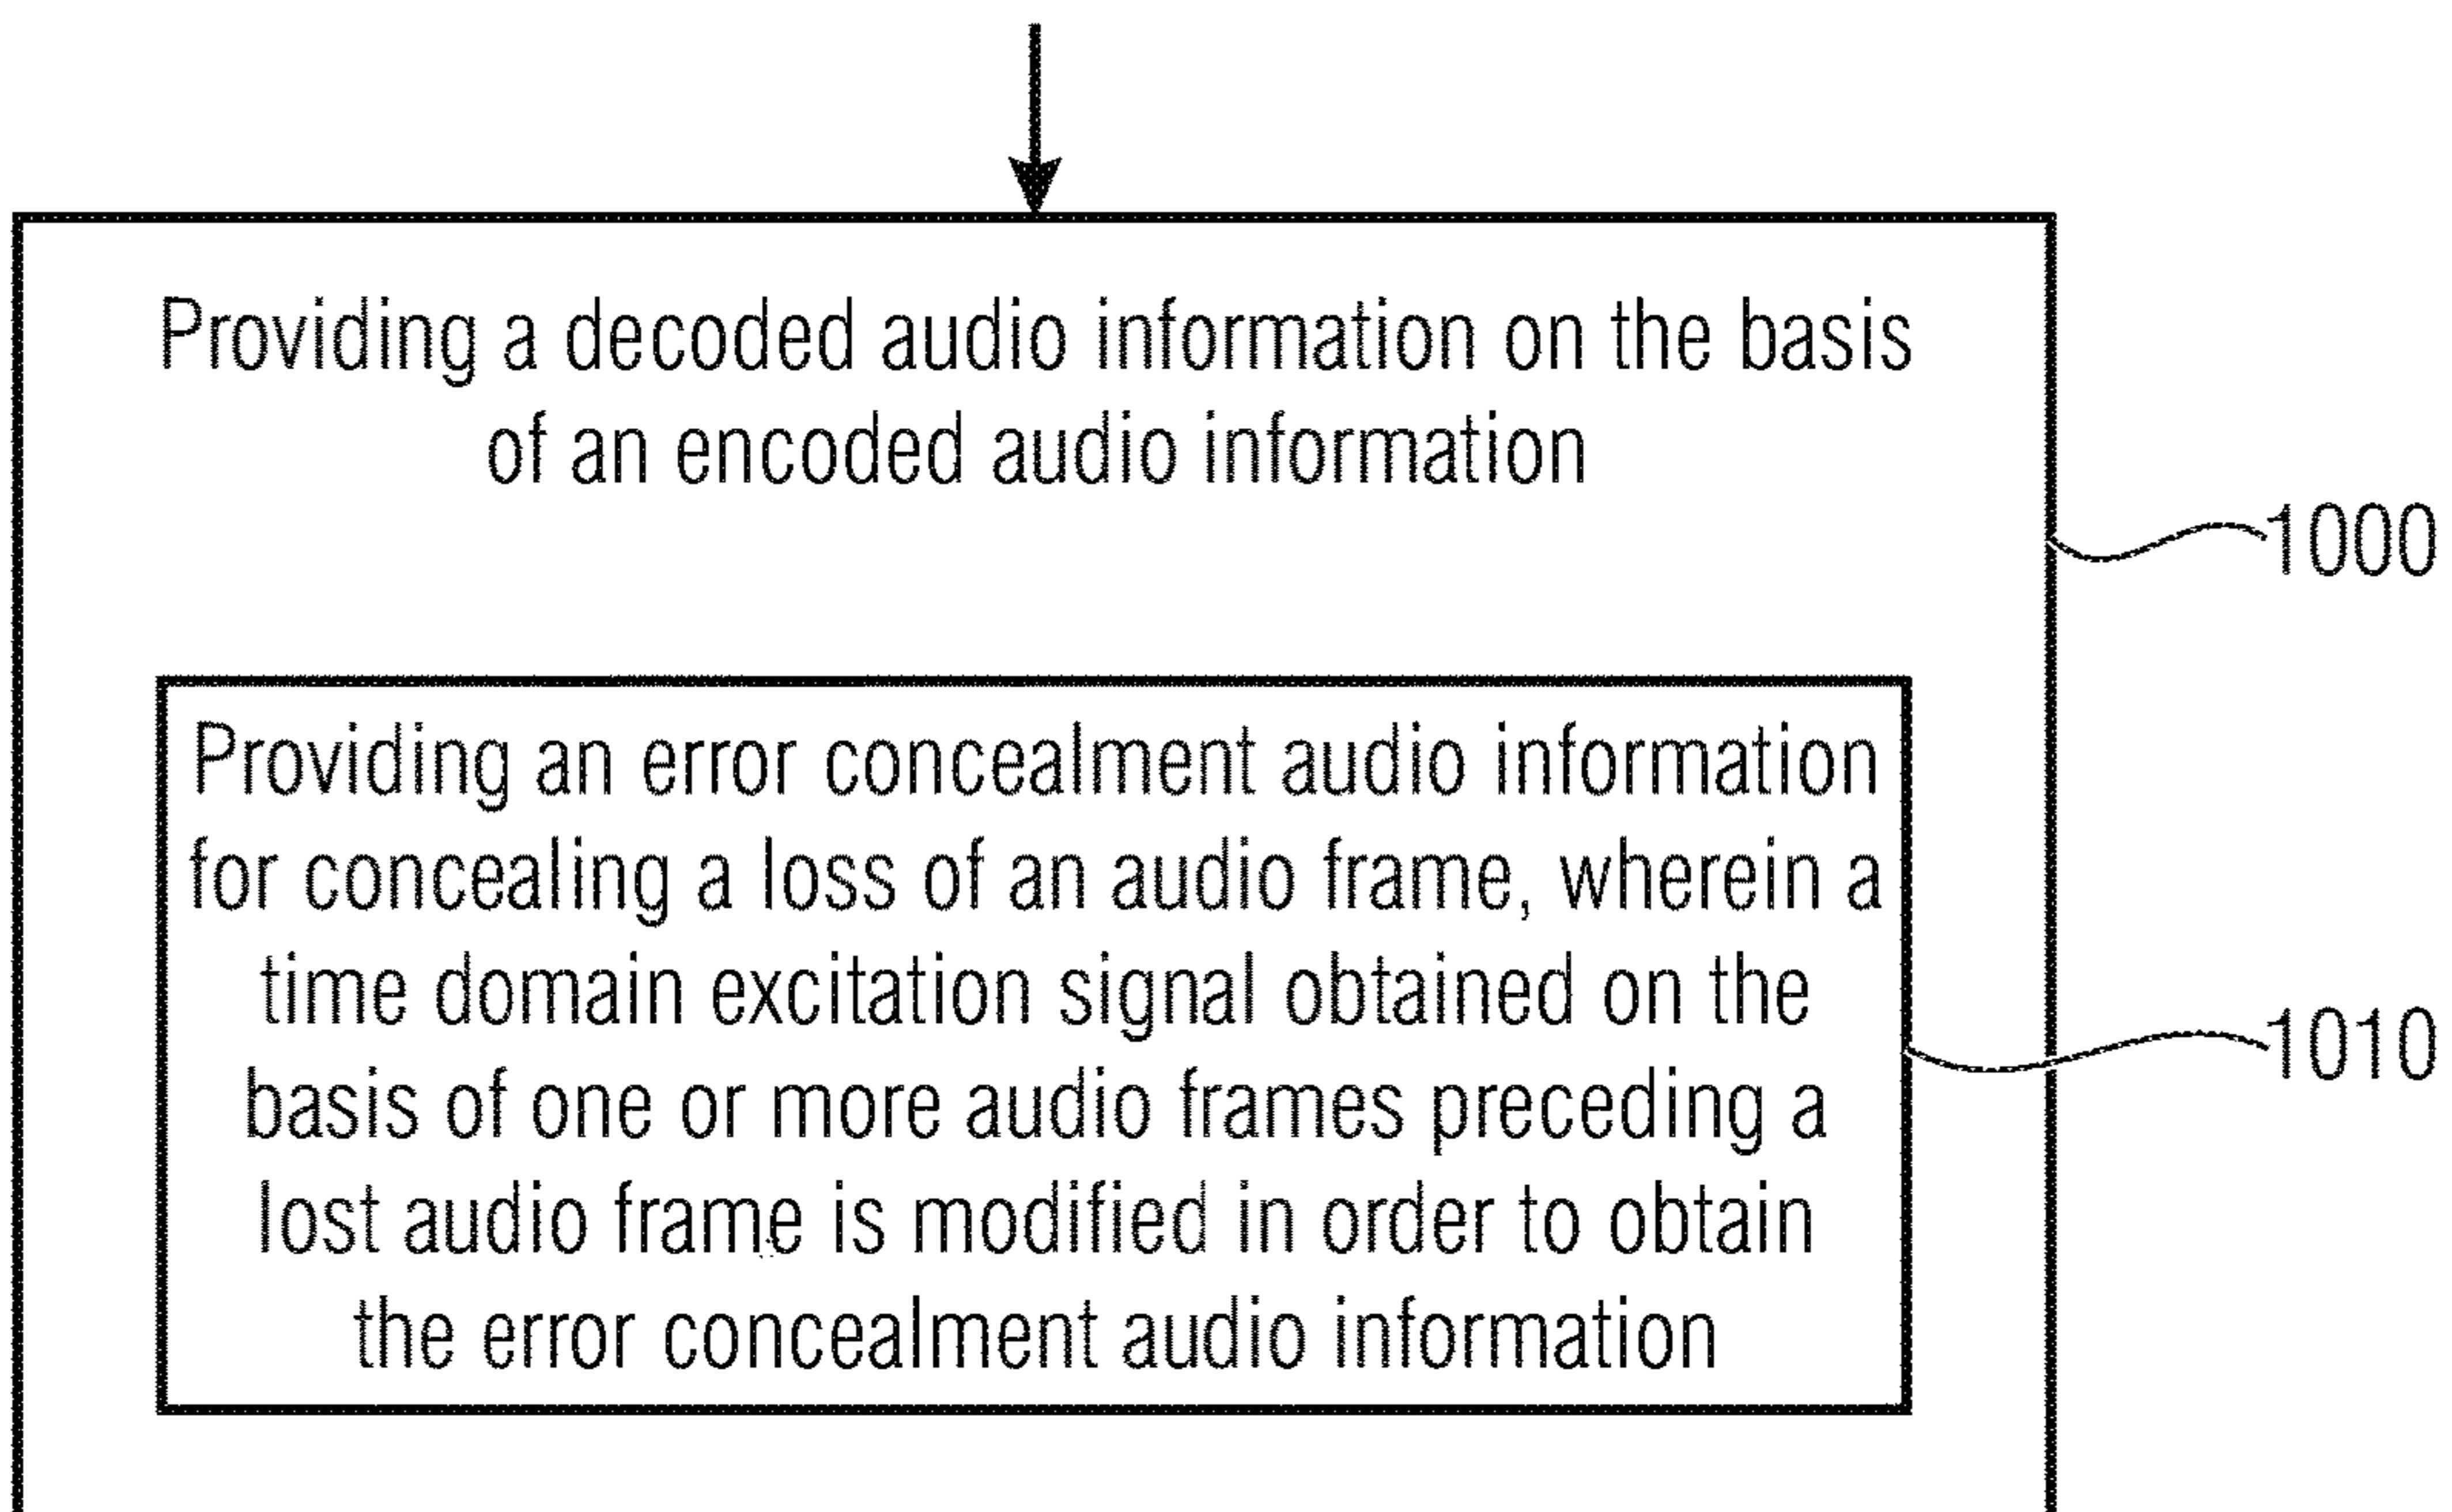 Providing a decoded audio information on the basis
of an encoded audio information
1000
Providing an error concealment audio information
for concealing a loss of an audio frame, wherein a
time domain excitation signal obtained on the
basis of one or more audio frames preceding a
lost audio frame is modified in order to obtain
the error concealment audio information
1010